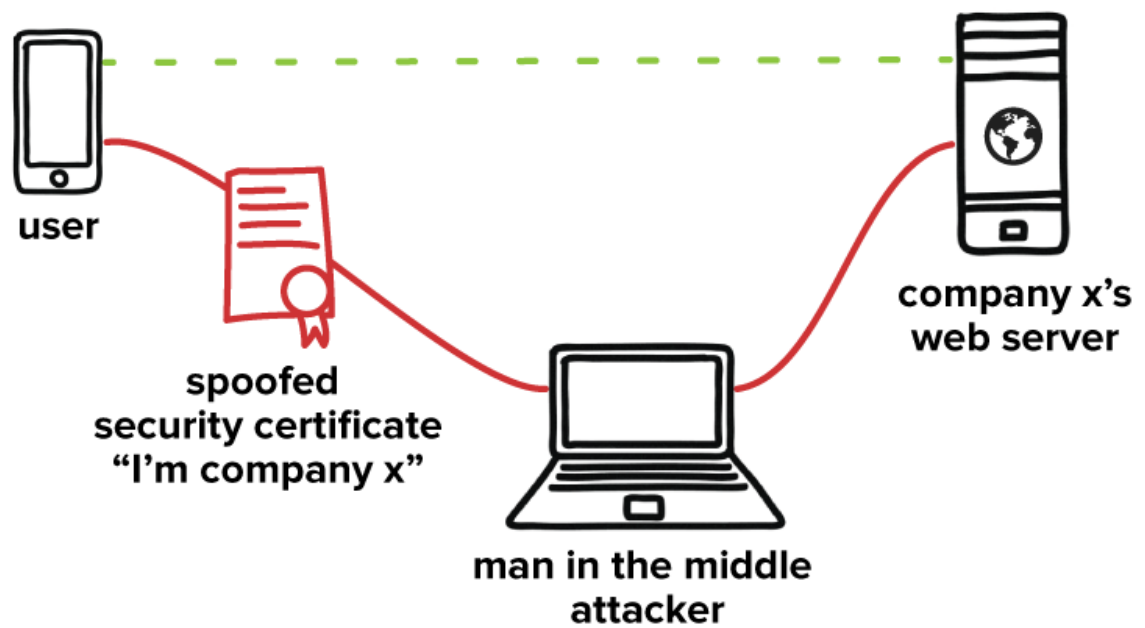 user
company x’s
web server
spoofed
security certificate
“I’m company x”
man in the middle
attacker